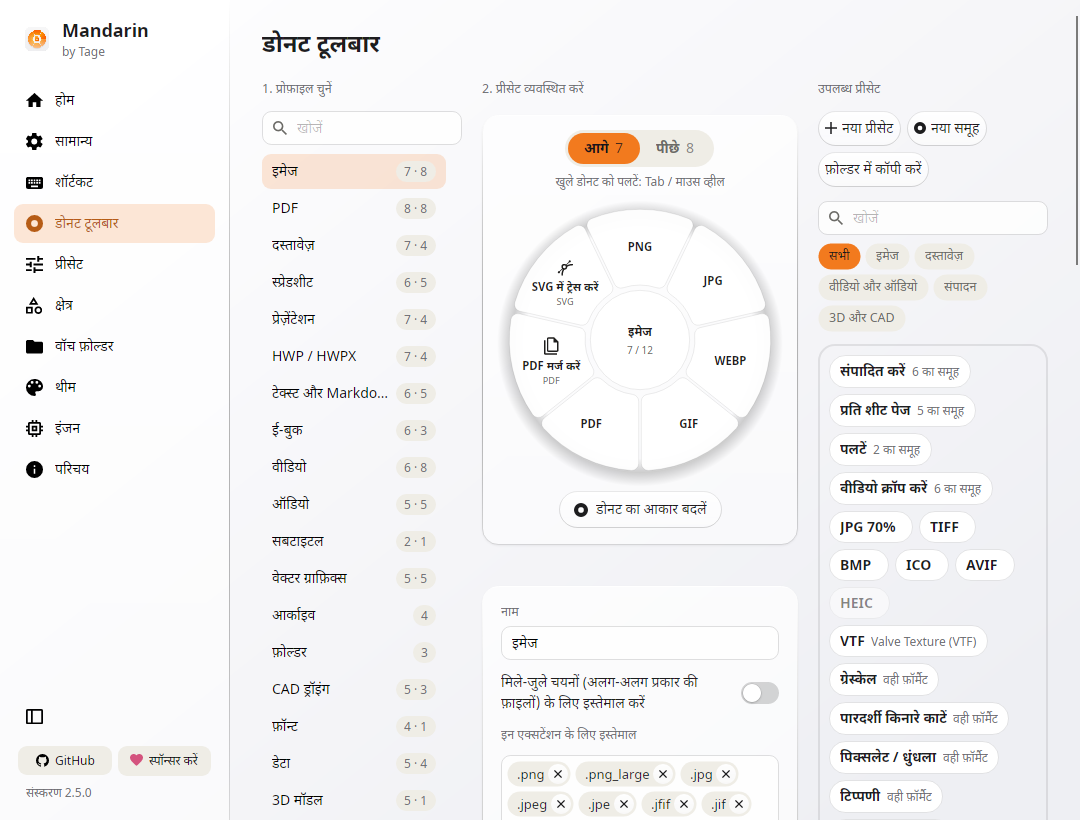 Mandarin
by Tage
होम
सामान्य
शॉर्टकट
डोनट टूलबार
प्रीसेट
क्षेत्र
वॉच फ़ोल्डर
थीम
इंजन
परिचय
GitHub
स्पॉन्सर करें
संस्करण 2.5.0
डोनट टूलबार
1. प्रोफ़ाइल चुनें
खोजें
इमेज 7 · 8
PDF 8 · 8
दस्तावेज़ 7 · 4
स्प्रेडशीट 6 · 5
प्रेज़ेंटेशन 7 · 4
HWP / HWPX 7 · 4
टेक्स्ट और Markdo... 6 · 5
ई-बुक 6 · 3
वीडियो 6 · 8
ऑडियो 5 · 5
सबटाइटल 2 · 1
वेक्टर ग्राफ़िक्स 5 · 5
आर्काइव 4
फ़ोल्डर 3
CAD ड्रॉइंग 5 · 3
फ़ॉन्ट 4 · 1
डेटा 5 · 4
3D मॉडल 5 · 1
2. प्रीसेट व्यवस्थित करें
आगे 7 पीछे 8
खुले डोनट को पलटें: Tab / माउस व्हील
PNG
JPG
WEBP
GIF
PDF
PDF मर्ज करें
PDF
SVG में ट्रेस करें
SVG
इमेज
7 / 12
डोनट का आकार बदलें
नाम
इमेज
मिले-जुले चयनों (अलग-अलग प्रकार की
फ़ाइलों) के लिए इस्तेमाल करें
इन एक्सटेंशन के लिए इस्तेमाल
.png .png_large .jpg
.jpeg .jpe .jfif .jif
उपलब्ध प्रीसेट
नया प्रीसेट नया समूह
फ़ोल्डर में कॉपी करें
खोजें
सभी इमेज दस्तावेज़
वीडियो और ऑडियो संपादन
3D और CAD
संपादित करें 6 का समूह
प्रति शीट पेज 5 का समूह
पलटें 2 का समूह
वीडियो क्रॉप करें 6 का समूह
JPG 70% TIFF
BMP ICO AVIF
HEIC
VTF Valve Texture (VTF)
ग्रेस्केल वही फ़ॉर्मैट
पारदर्शी किनारे काटें वही फ़ॉर्मैट
पिक्सलेट / धुंधला वही फ़ॉर्मैट
टिप्पणी वही फ़ॉर्मैट